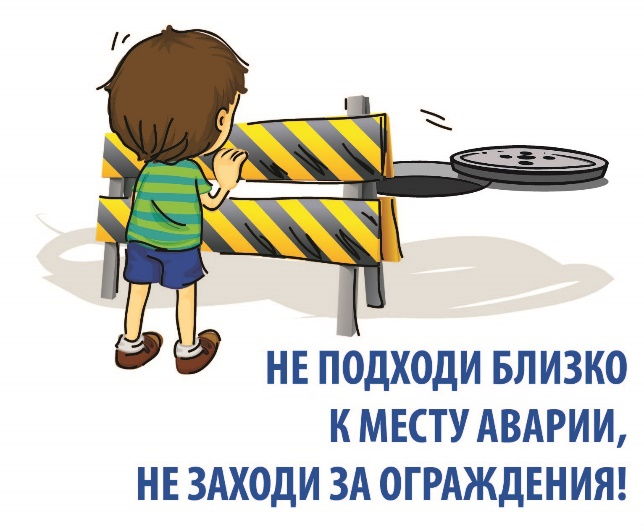 НЕ ПОДХОДИ БЛИЗКО
К МЕСТУ АВАРИИ,
НЕ ЗАХОДИ ЗА ОГРАЖДЕНИЯ!